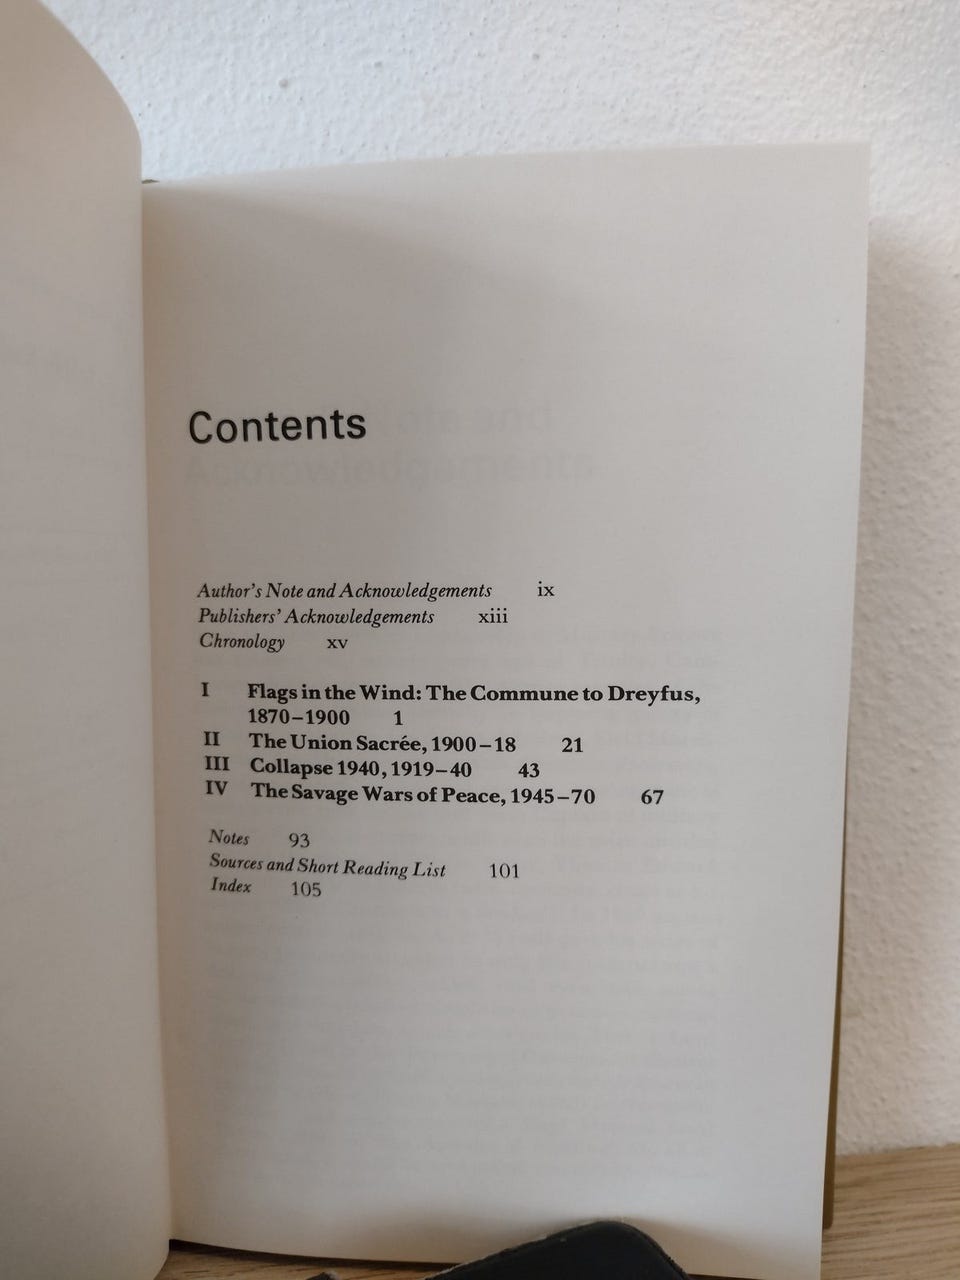 Contents
Author's Note and Acknowledgements ix
Publishers' Acknowledgements xiii
Chronology xv
I Flags in the Wind: The Commune to Dreyfus,
1870–1900 1
II The Union Sacrée, 1900–18 21
III Collapse 1940, 1919–40 43
IV The Savage Wars of Peace, 1945–70 67
Notes 93
Sources and Short Reading List 101
Index 105